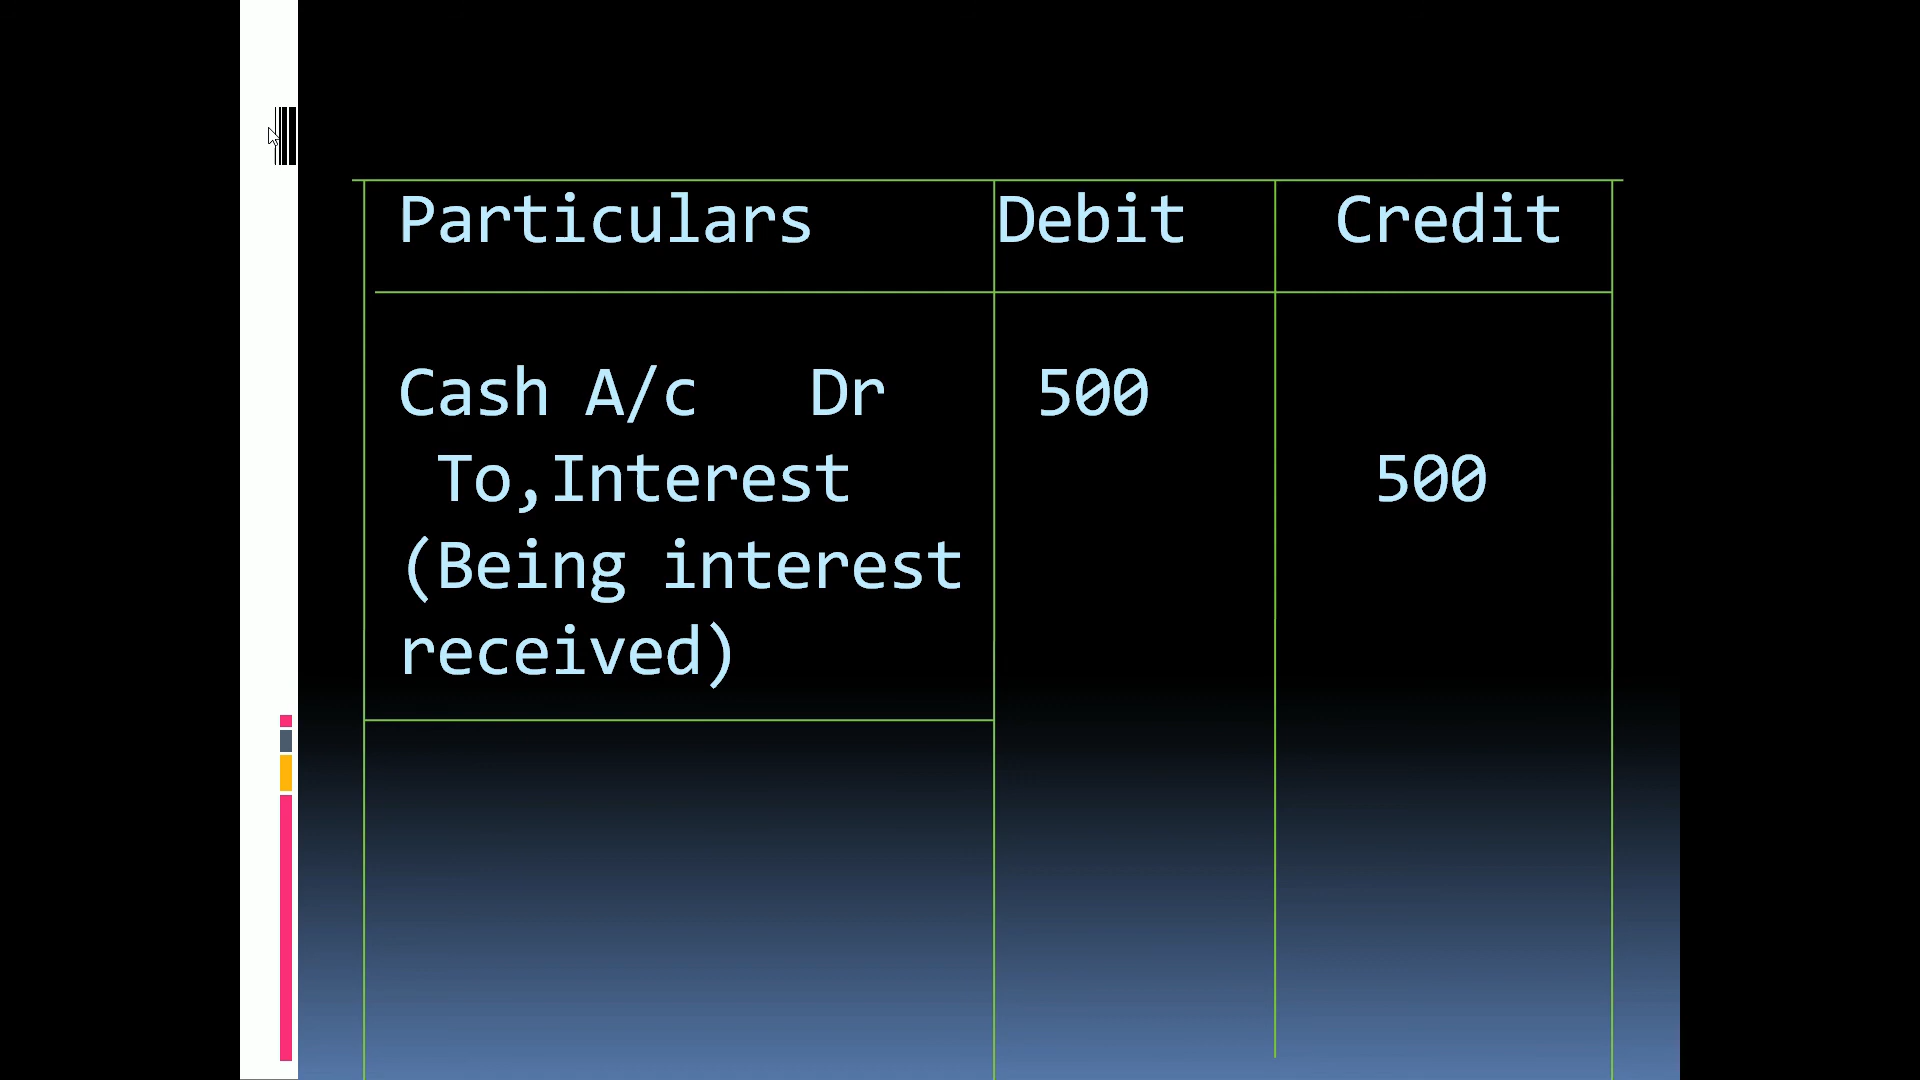 Particulars Debit Credit
Cash A/c Dr 500
To,Interest 500
(Being interest
received)